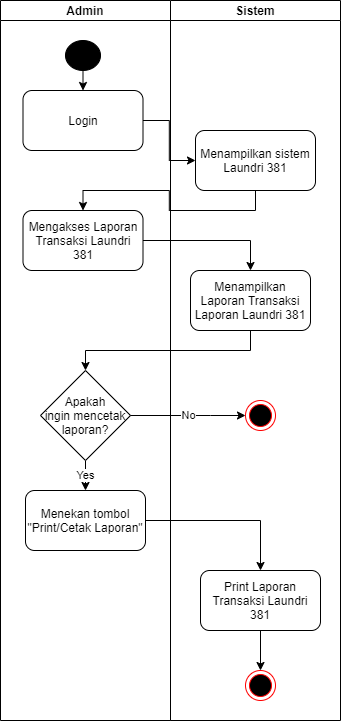 Admin
Sistem
Login
Menampilkan sistem
Laundri 381
Mengakses Laporan
Transaksi Laundri
381
Menampilkan
Laporan Transaksi
Laporan Laundri 381
Apakah
ingin mencetak
laporan?
No
Yes
Menekan tombol
"Print/Cetak Laporan"
Print Laporan
Transaksi Laundri
381